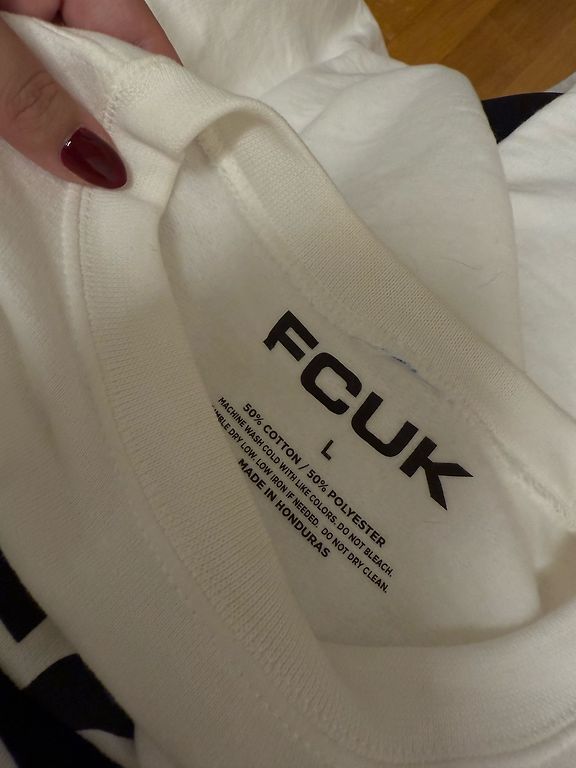 FCUK
L
50% COTTON / 50% POLYESTER
MACHINE WASH COLD WITH LIKE COLORS. DO NOT BLEACH.
DRY LOW. LOW IRON IF NEEDED. DO NOT DRY CLEAN.
MADE IN HONDURAS